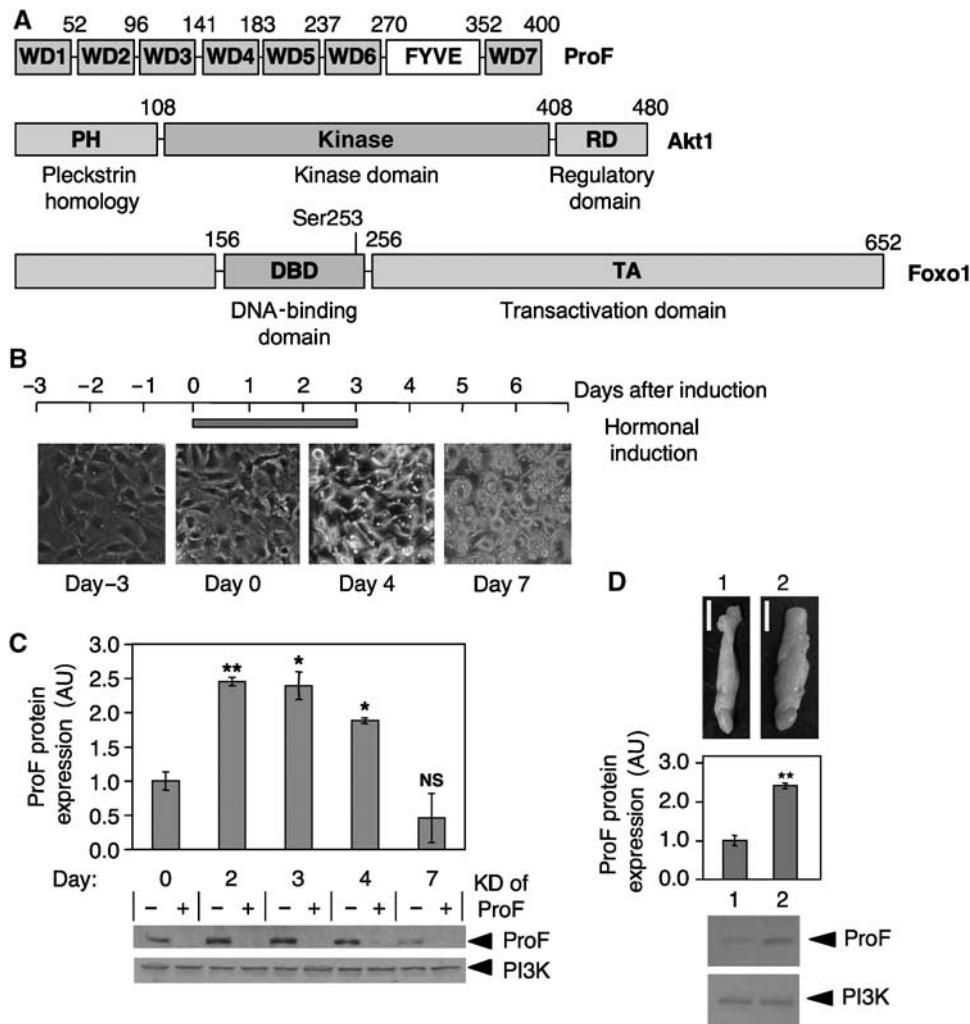 A
52 96 141 183 237 270 352 400
WD1 WD2 WD3 WD4 WD5 WD6 FYVE WD7 ProF
108 408 480
PH Kinase RD Akt1
Pleckstrin homology
Kinase domain
Regulatory domain
Ser253
156 256 652
DBD TA Foxo1
DNA-binding domain
Transactivation domain
B
−3 −2 −1 0 1 2 3 4 5 6 Days after induction
Hormonal induction
Day−3 Day 0 Day 4 Day 7
C
ProF protein expression (AU)
3.0
2.5
2.0
1.0
0.5
0.0
** * * NS
Day: 0 2 3 4 7 KD of ProF
− + − + − + − + − +
ProF
PI3K
D
1 2
ProF protein expression (AU)
3.0
2.0
1.0
0.0
**
1 2
ProF
PI3K